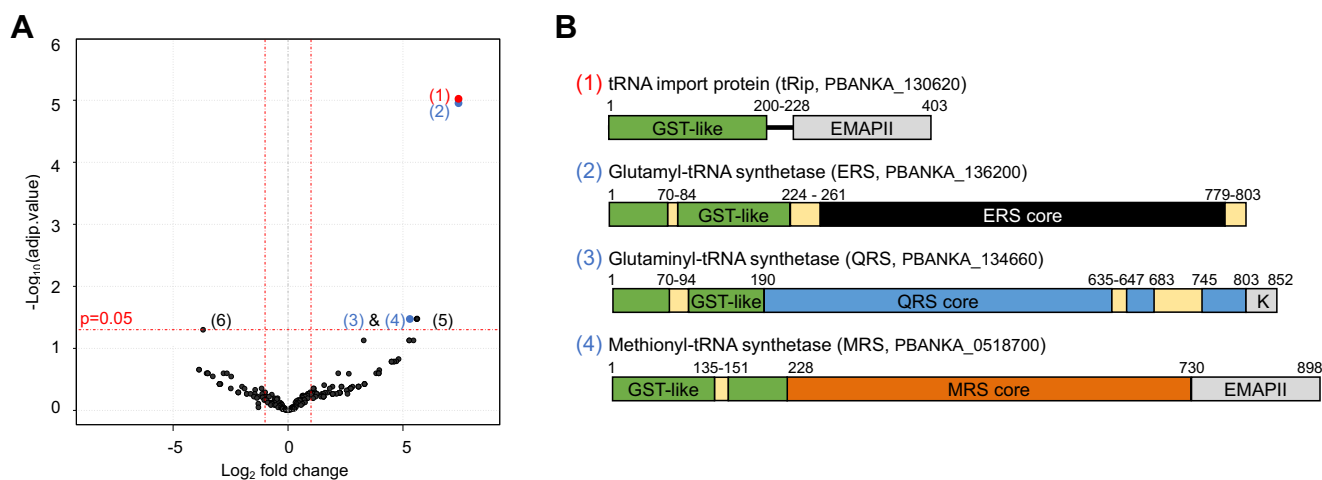 A
6
5
4
3
2
1
0
-Log₁₀(adjp.value)
p=0.05
(1)
(2)
(6)
(3) & (4)
(5)
-5 0 5
Log₂ fold change
B
(1) tRNA import protein (tRip, PBANKA_130620)
1 200-228 403
GST-like EMAPII
(2) Glutamyl-tRNA synthetase (ERS, PBANKA_136200)
1 70-84 224 - 261 779-803
GST-like ERS core
(3) Glutaminyl-tRNA synthetase (QRS, PBANKA_134660)
1 70-94 190 635-647 683 745 803 852
GST-like QRS core K
(4) Methionyl-tRNA synthetase (MRS, PBANKA_0518700)
1 135-151 228 730 898
GST-like MRS core EMAPII